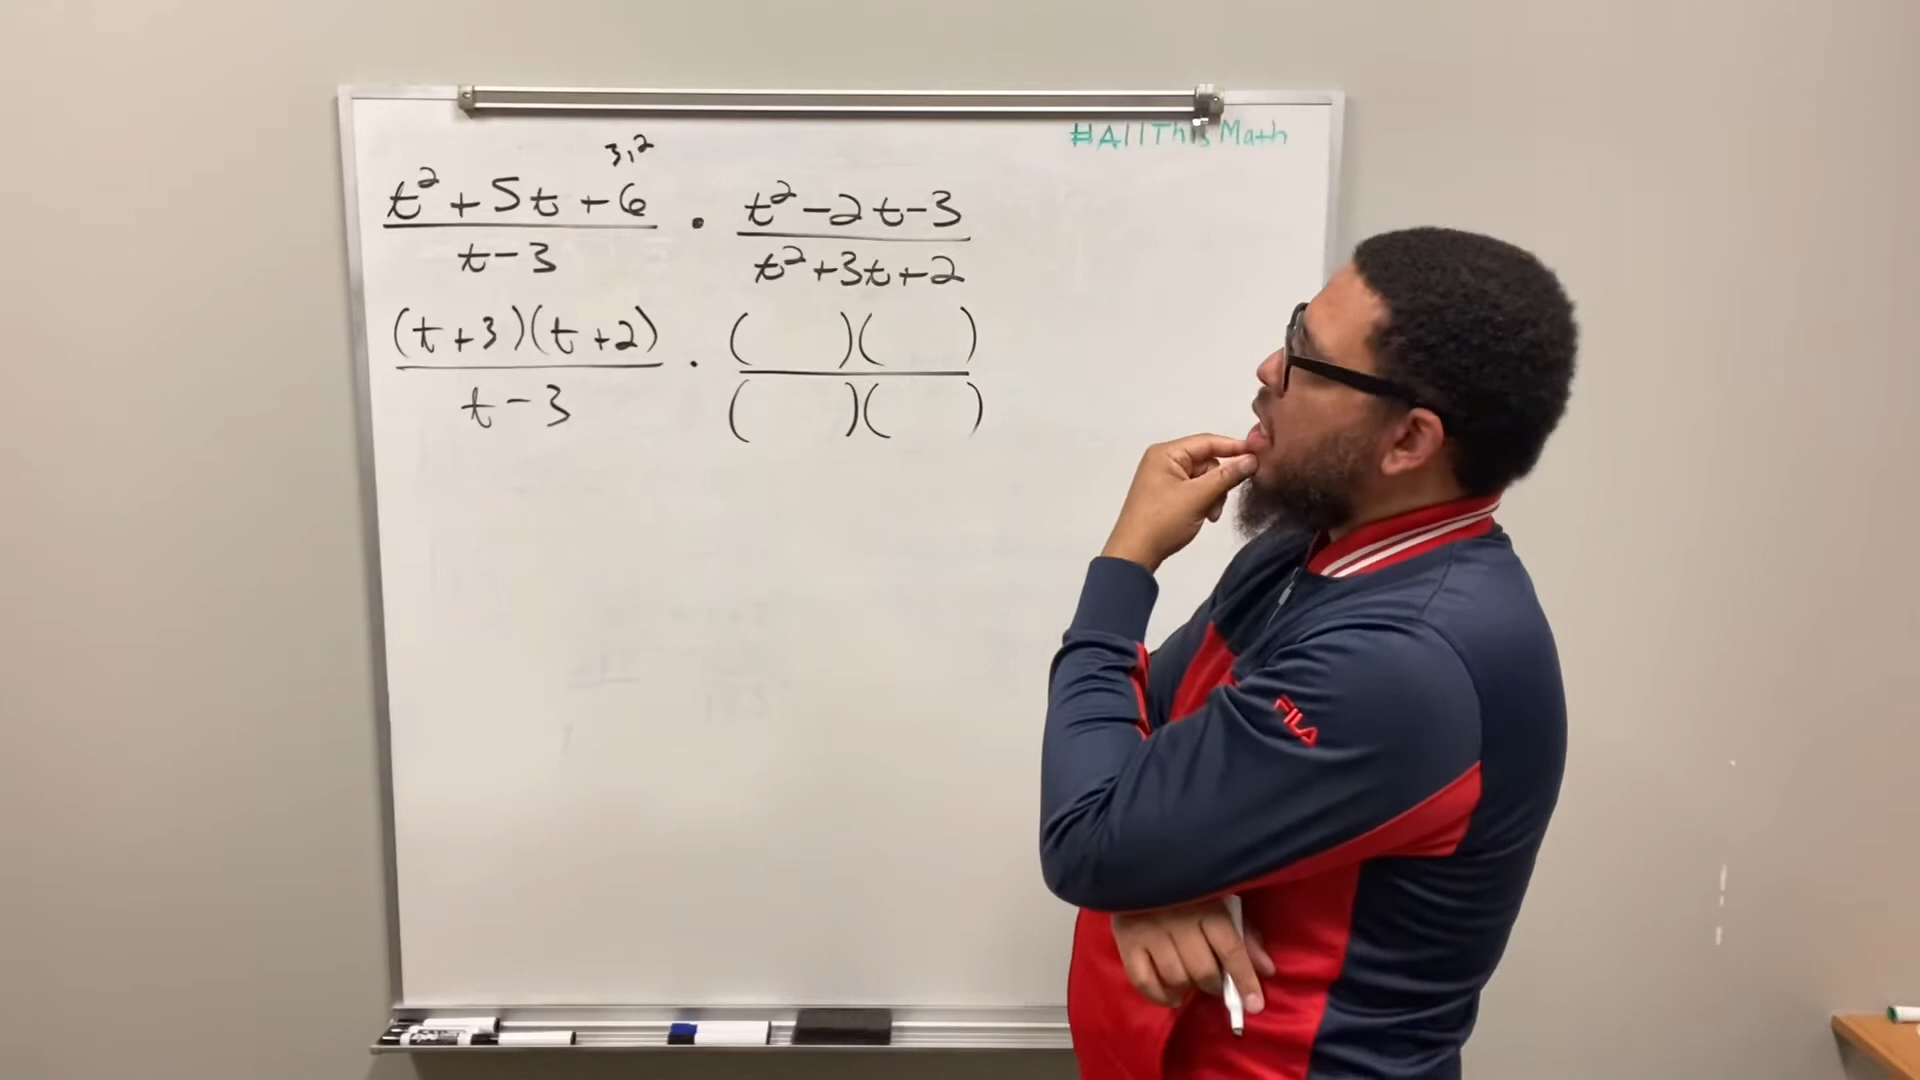 #AllThisMath
3,2
t² + 5t + 6 · t² - 2t - 3
t - 3 t² + 3t + 2
(t + 3)(t + 2) · ( )( )
t - 3 ( )( )
FILA